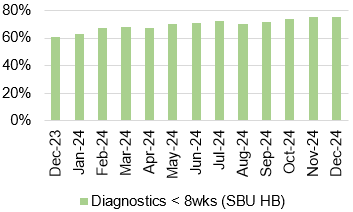 80%
60%
40%
20%
0%
Dec-23
Jan-24
Feb-24
Mar-24
Apr-24
May-24
Jun-24
Jul-24
Aug-24
Sep-24
Oct-24
Nov-24
Dec-24
Diagnostics < 8wks (SBU HB)